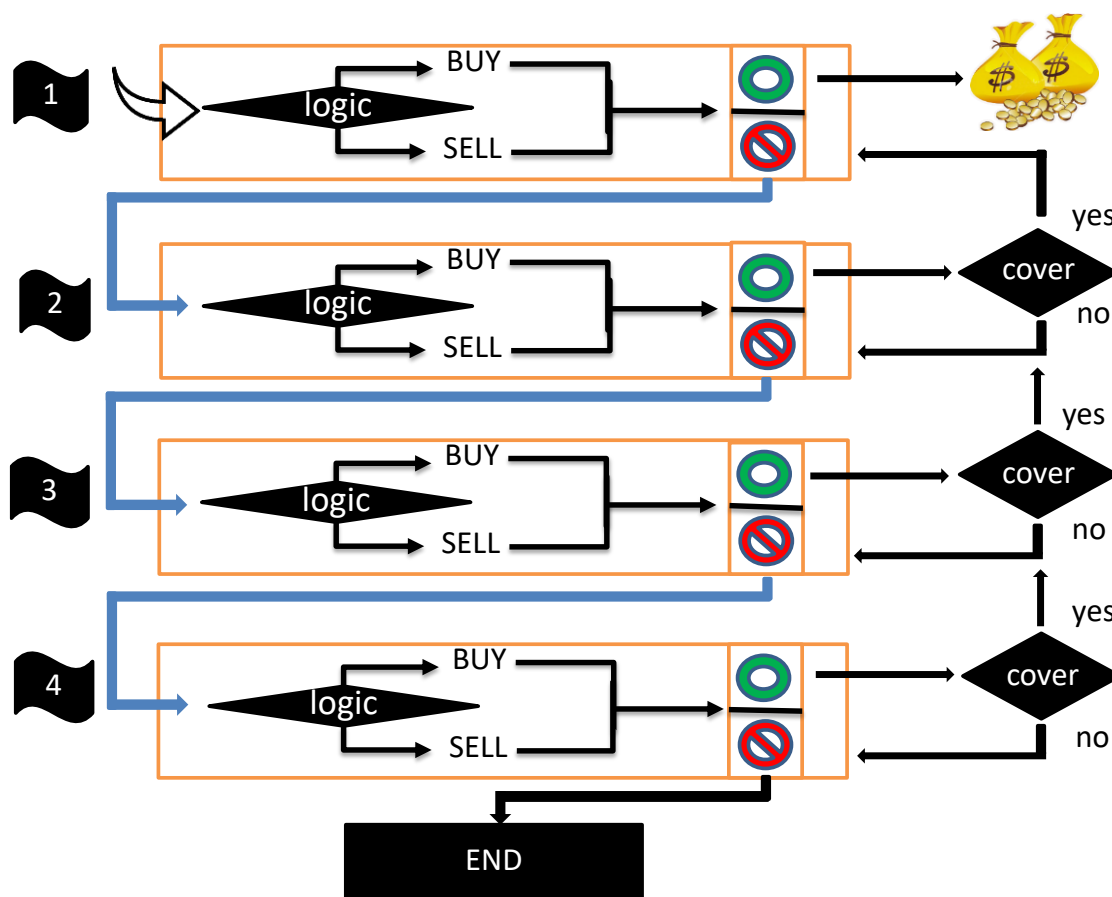 1
BUY
logic
SELL
$
$
yes
2
BUY
logic
SELL
cover
no
yes
3
BUY
logic
SELL
cover
no
yes
4
BUY
logic
SELL
cover
no
END